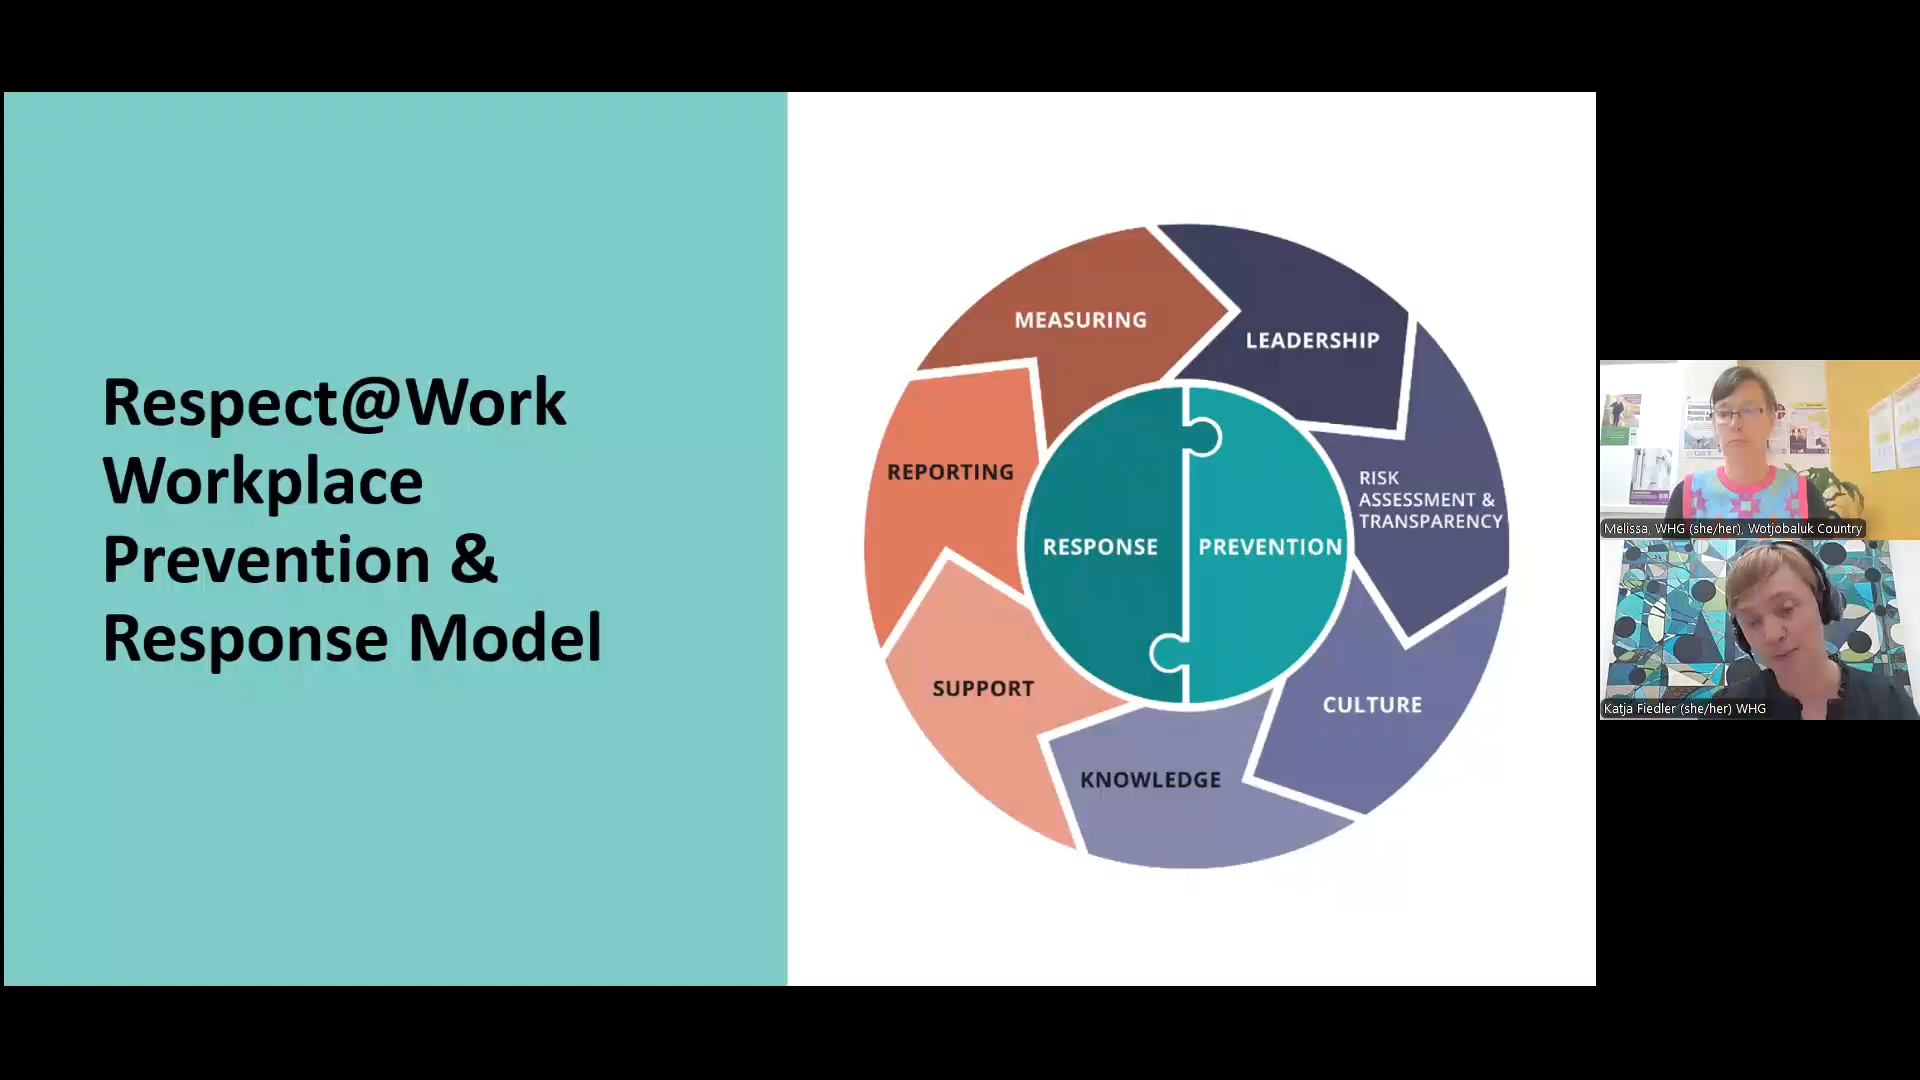 Respect@Work
Workplace
Prevention &
Response Model
MEASURING
LEADERSHIP
REPORTING
RISK
ASSESSMENT &
TRANSPARENCY
RESPONSE
PREVENTION
SUPPORT
CULTURE
KNOWLEDGE
Melissa, WHG (she/her), Wotjobaluk Country
Katja Fiedler (she/her) WHG